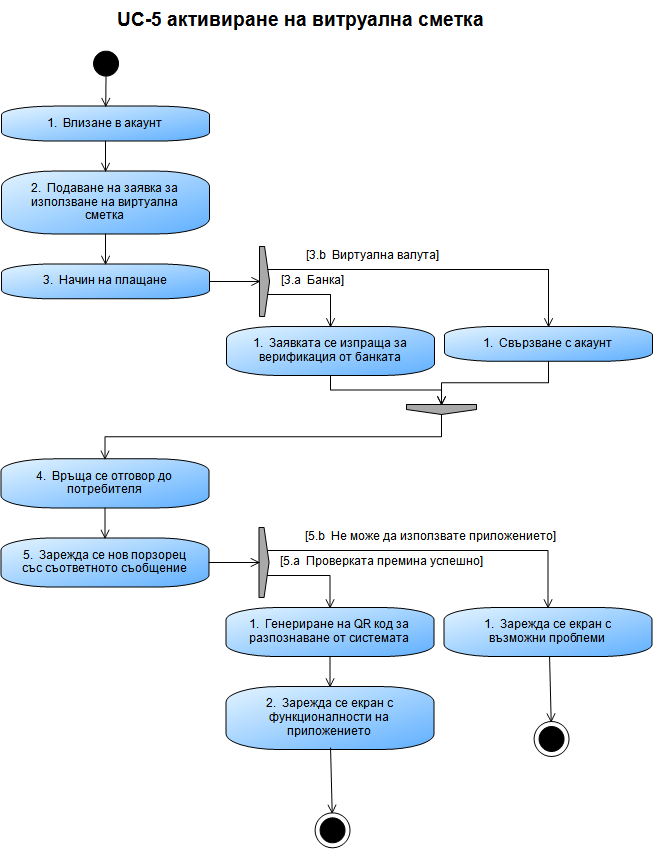 UC-5 активиране на витруална сметка
1. Влизане в акаунт
2. Подаване на заявка за
използване на виртуална
сметка
3. Начин на плащане
[3.b Виртуална валута]
[3.a Банка]
1. Заявката се изпраща за
верификация от банката
1. Свързване с акаунт
4. Връща се отговор до
потребителя
5. Зарежда се нов порзорец
със съответното съобщение
[5.b Не може да използвате приложението]
[5.a Проверката премина успешно]
1. Генериране на QR код за
разпознаване от системата
1. Зарежда се екран с
възможни проблеми
2. Зарежда се екран с
функционалности на
приложението